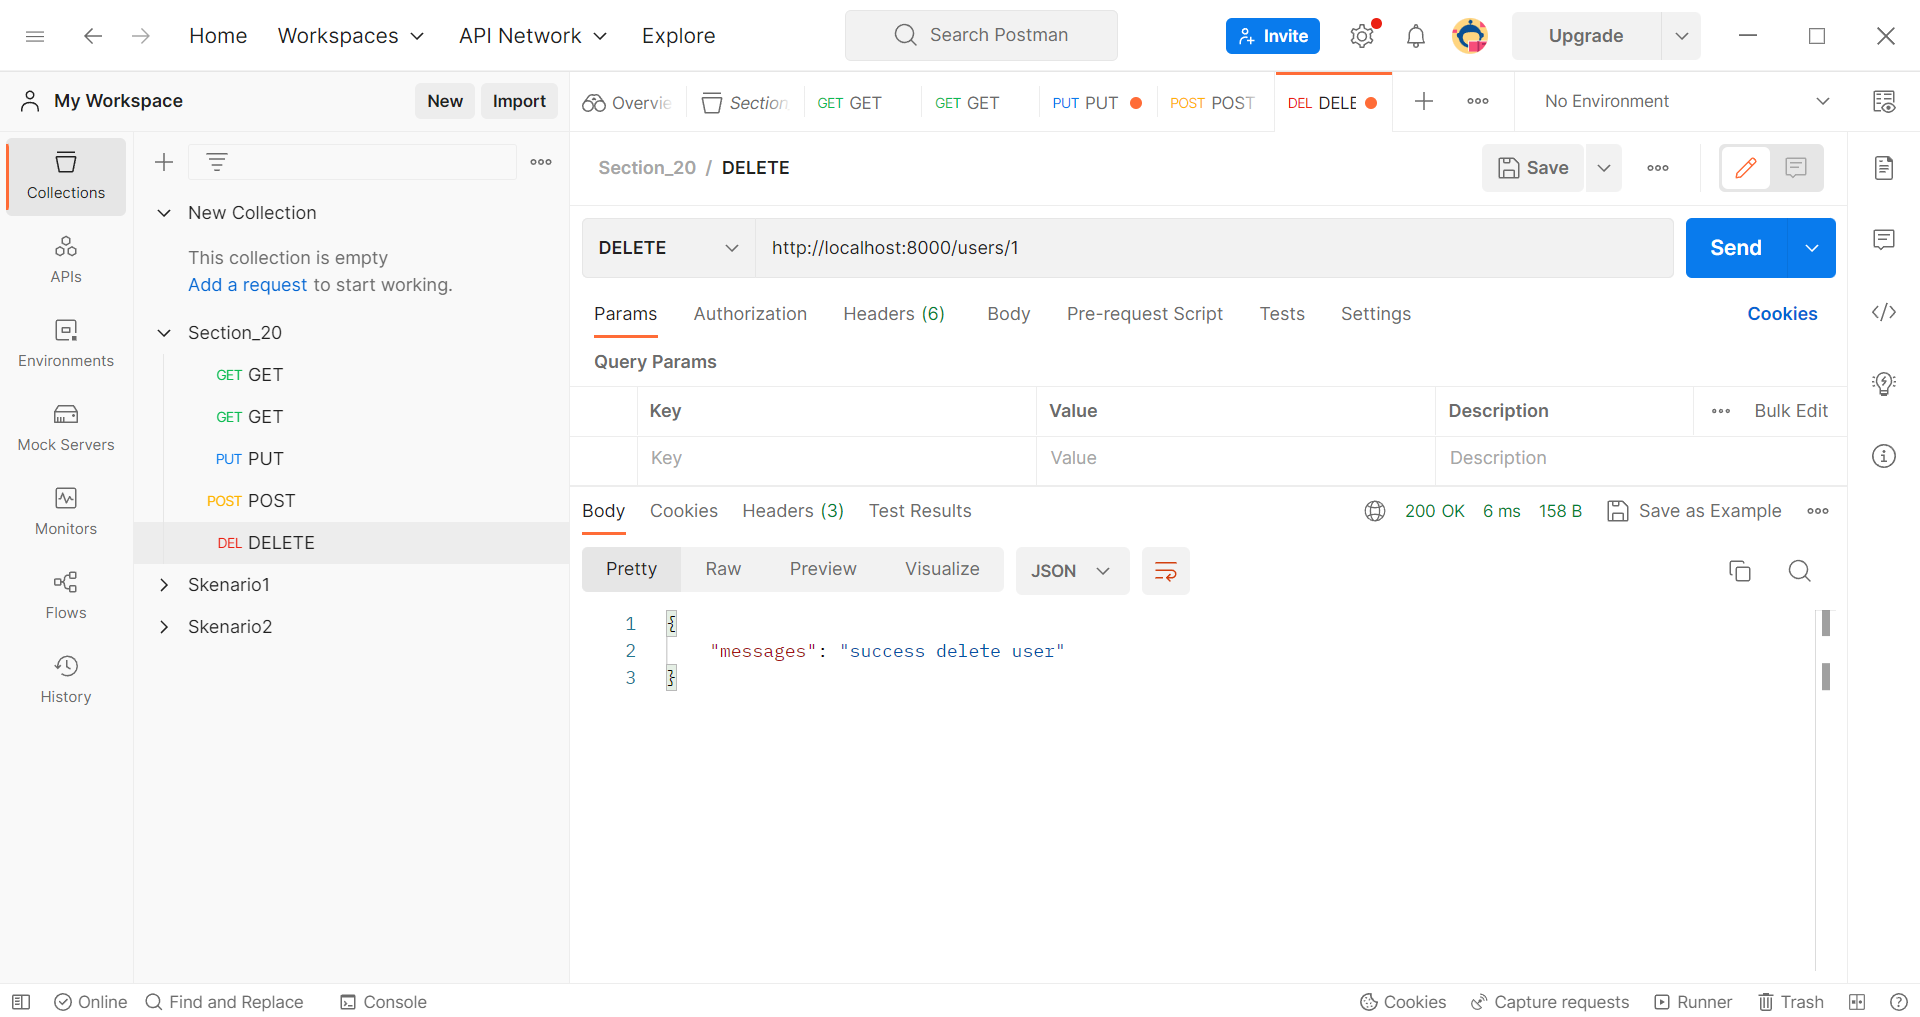 Home Workspaces API Network Explore Search Postman Invite Upgrade
My Workspace New Import
Overvie Section GET GET GET GET PUT PUT POST POST DEL DELE No Environment
Collections
APIs
Environments
Mock Servers
Monitors
Flows
History
New Collection
This collection is empty
Add a request to start working.
Section_20
GET GET
GET GET
PUT PUT
POST POST
DEL DELETE
Skenario1
Skenario2
Section_20 / DELETE Save
DELETE http://localhost:8000/users/1 Send
Params Authorization Headers (6) Body Pre-request Script Tests Settings Cookies
Query Params
Key Value Description Bulk Edit
Key Value Description
Body Cookies Headers (3) Test Results 200 OK 6 ms 158 B Save as Example
Pretty Raw Preview Visualize JSON
1 {
2 "messages": "success delete user"
3 }
Online Find and Replace Console Cookies Capture requests Runner Trash